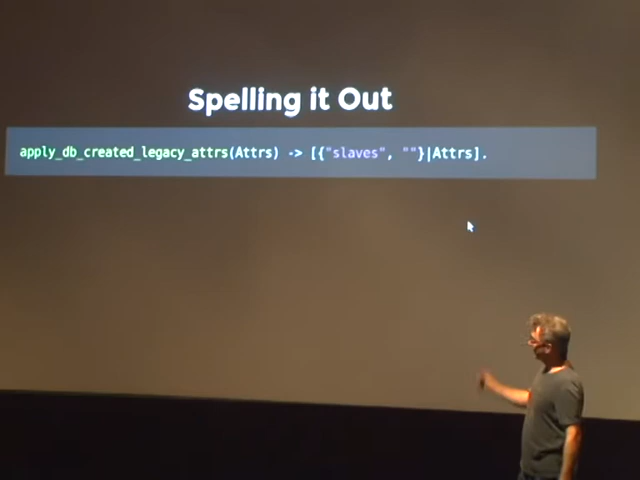 Spelling it Out
apply_db_created_legacy_attrs(Attrs) -> [{"slaves", ""}|Attrs].